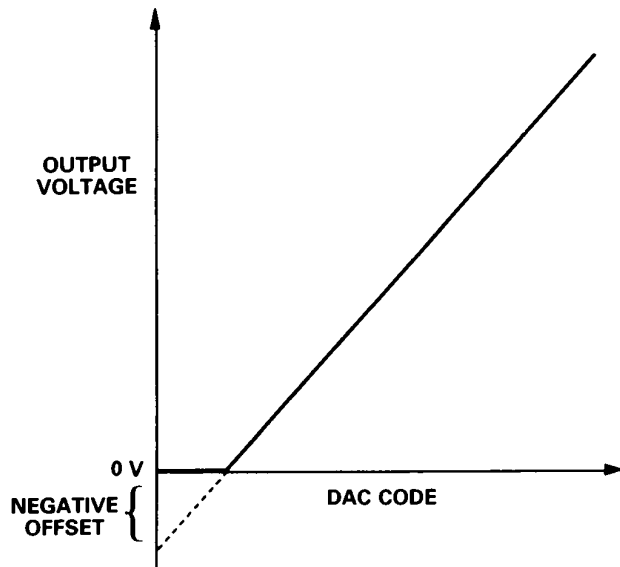 OUTPUT
VOLTAGE
0 V
NEGATIVE
OFFSET
DAC CODE